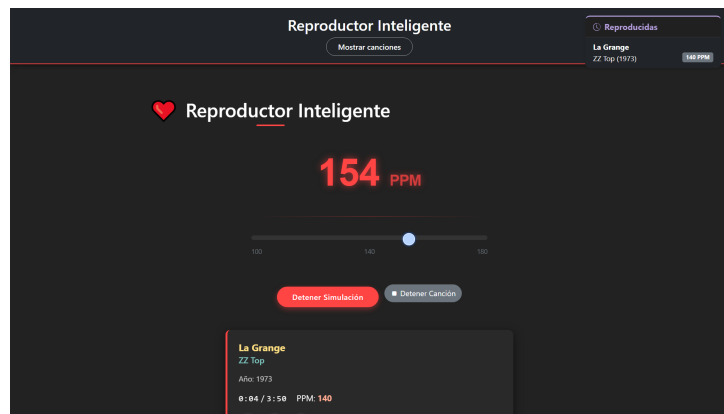 Reproductor Inteligente
Mostrar canciones
Reproducidas
La Grange
ZZ Top (1973)
140 PPM
Reproductor Inteligente
154 PPM
100 140 180
Detener Simulación
Detener Canción
La Grange
ZZ Top
Año: 1973
0:04 / 3:50 PPM: 140